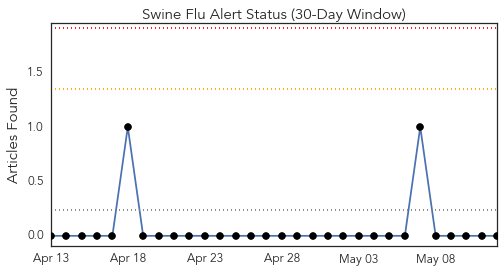 Swine Flu Alert Status (30-Day Window)
Articles Found
1.5
1.0
0.5
0.0
Apr 13 Apr 18 Apr 23 Apr 28 May 03 May 08